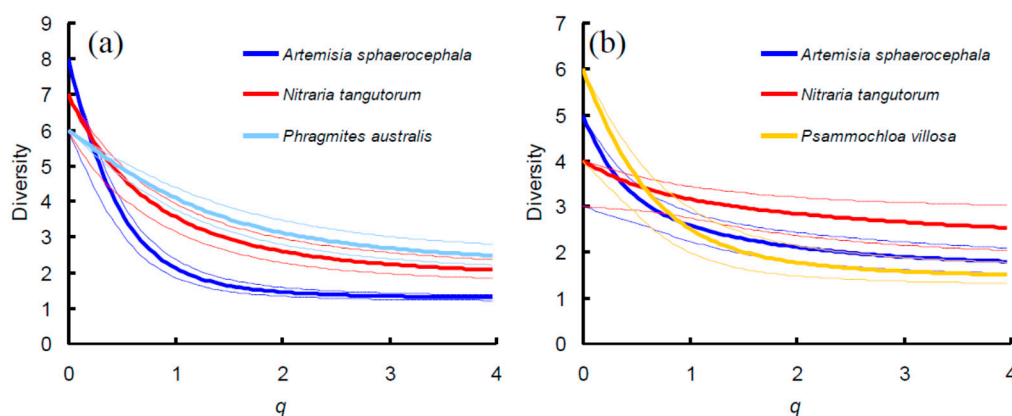 (a)
Diversity
9
8
7
6
5
4
3
2
1
0
Artemisia sphaerocephala
Nitraria tangutorum
Phragmites australis
0 1 2 3 4
q
(b)
Diversity
7
6
5
4
3
2
1
0
Artemisia sphaerocephala
Nitraria tangutorum
Psammochloa villosa
0 1 2 3 4
q